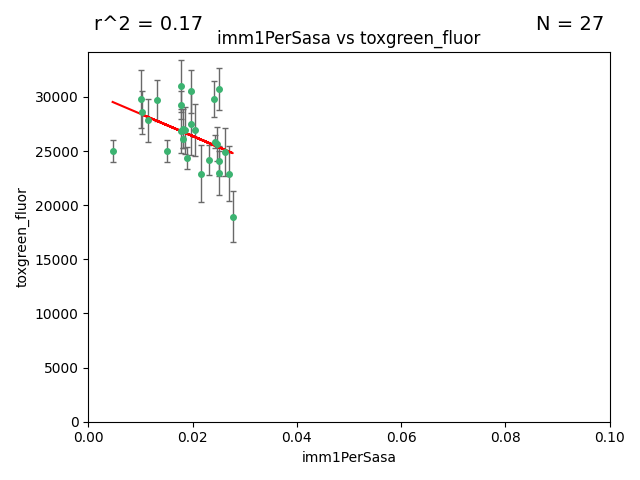 r^2 = 0.17
N = 27
imm1PerSasa vs toxgreen_fluor
30000
25000
20000
15000
10000
5000
0
toxgreen_fluor
0.00
0.02
0.04
0.06
0.08
0.10
imm1PerSasa